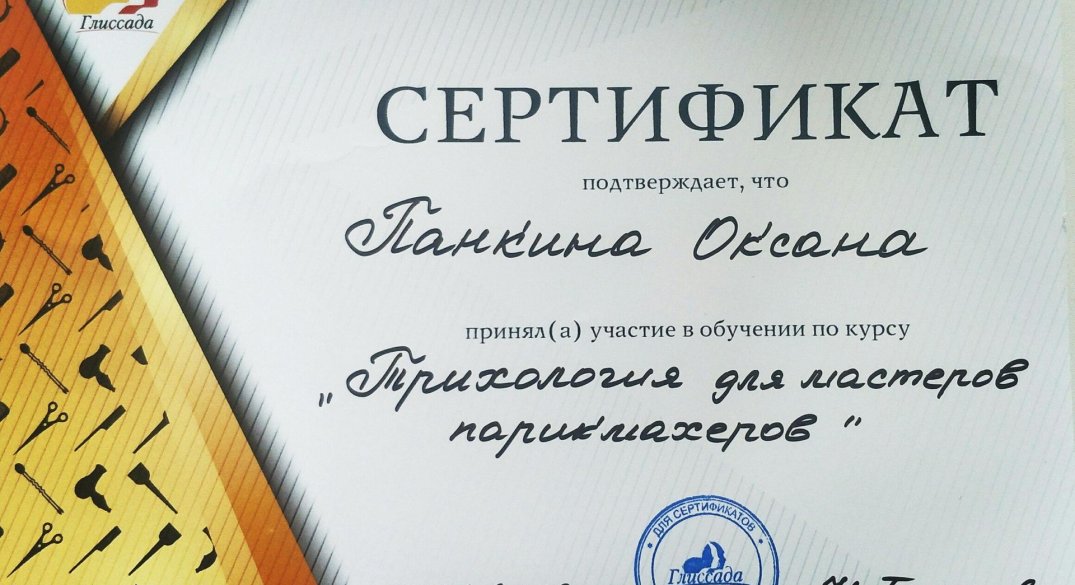 Глиссада
СЕРТИФИКАТ
подтверждает, что
Панкина Оксана
принял(а) участие в обучении по курсу
„Трихология для мастеров
парикмахеров"
ДЛЯ СЕРТИФИКАТОВ
Глиссада